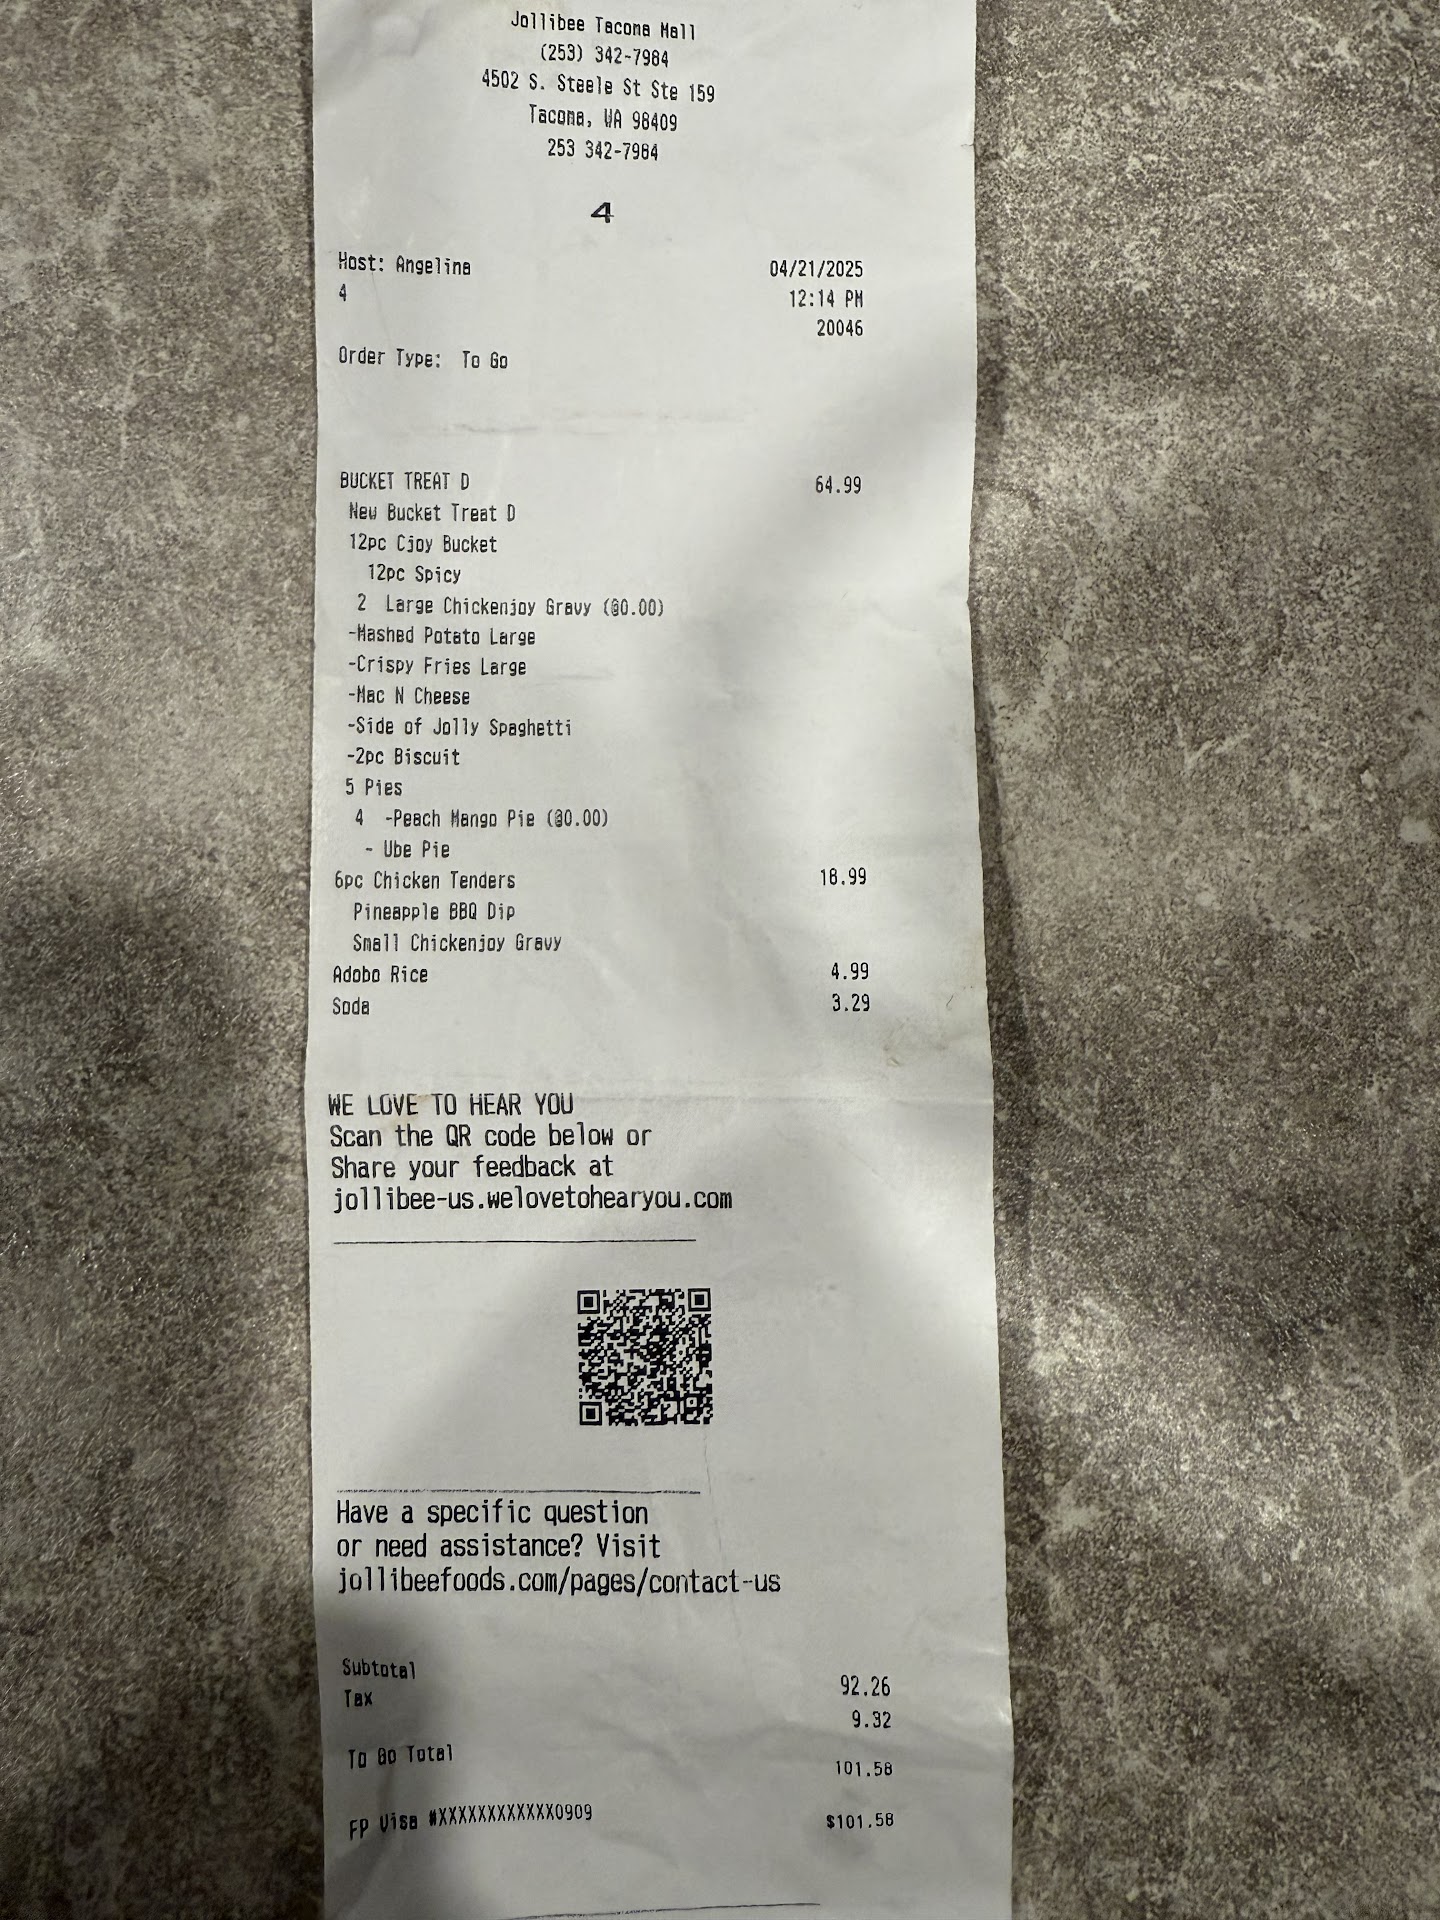 Jollibee Tacoma Mall
(253) 342-7984
4502 S. Steele St Ste 159
Tacoma, WA 98409
253 342-7984
4
Host: Angelina 04/21/2025
4 12:14 PM
20046
Order Type: To Go
BUCKET TREAT D 64.99
New Bucket Treat D
12pc Cjoy Bucket
12pc Spicy
2 Large Chickenjoy Gravy (@0.00)
-Mashed Potato Large
-Crispy Fries Large
-Mac N Cheese
-Side of Jolly Spaghetti
-2pc Biscuit
5 Pies
4 -Peach Mango Pie (@0.00)
- Ube Pie
6pc Chicken Tenders 18.99
Pineapple BBQ Dip
Small Chickenjoy Gravy
Adobo Rice 4.99
Soda 3.29
WE LOVE TO HEAR YOU
Scan the QR code below or
Share your feedback at
jollibee-us.welovetohearyou.com
Have a specific question
or need assistance? Visit
jollibeefoods.com/pages/contact-us
Subtotal 92.26
Tax 9.32
To Go Total 101.58
FP Visa #XXXXXXXXXXXX0909 $101.58